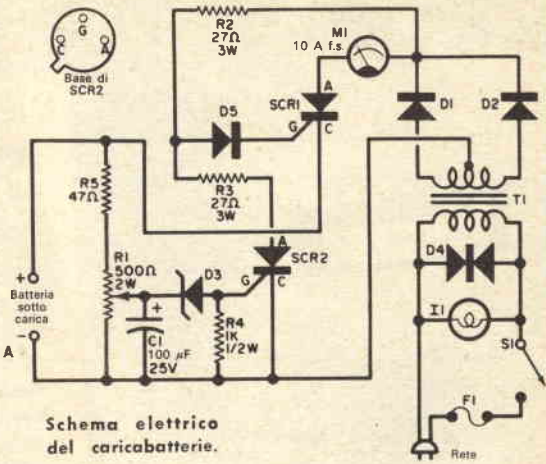 G
C
A
Base di
SCR2
R2
27Ω
3W
M1
10 A f.s.
D5
SCR1
A
G
C
D1
D2
R5
47Ω
R3
27Ω
3W
T1
A
SCR2
G
C
D3
D4
R1
500Ω
2W
+
Batteria
sotto
carica
-
A
+
C1
100 µF
25V
R4
1K
1/2W
I1
S1
F1
Rete
Schema elettrico
del caricabatterie.